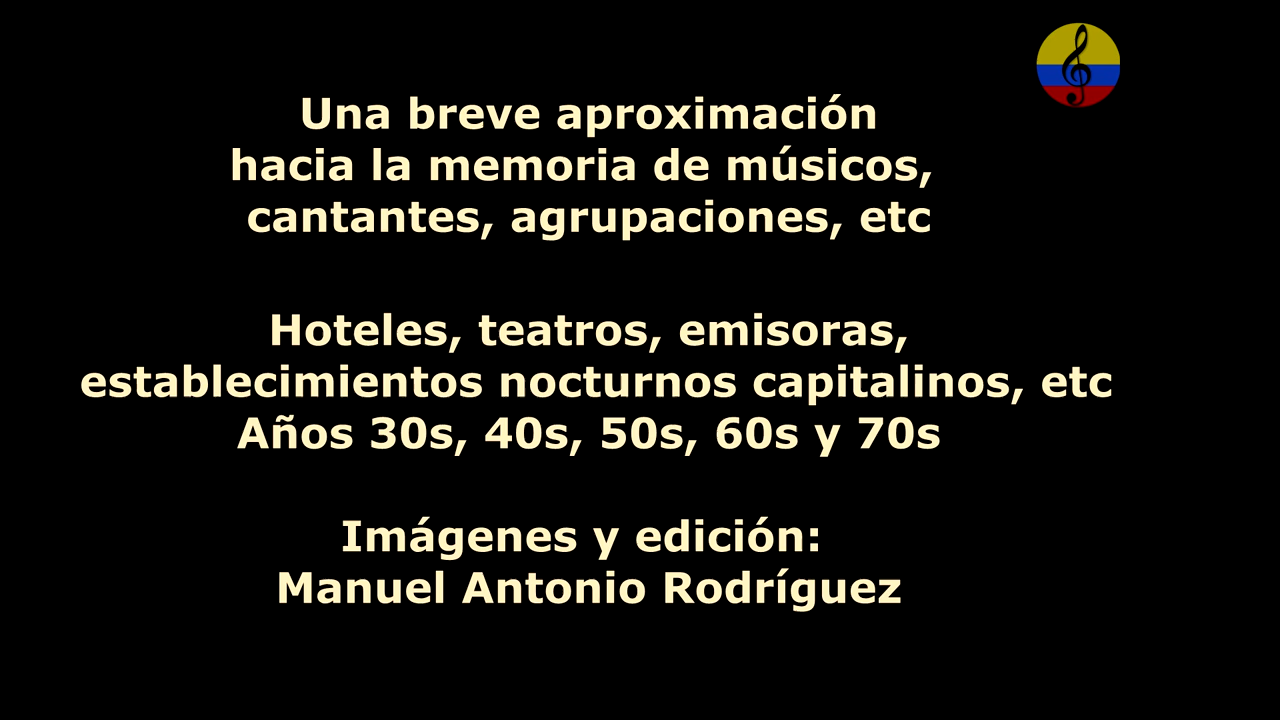 Una breve aproximación
hacia la memoria de músicos,
cantantes, agrupaciones, etc
Hoteles, teatros, emisoras,
establecimientos nocturnos capitalinos, etc
Años 30s, 40s, 50s, 60s y 70s
Imágenes y edición:
Manuel Antonio Rodríguez